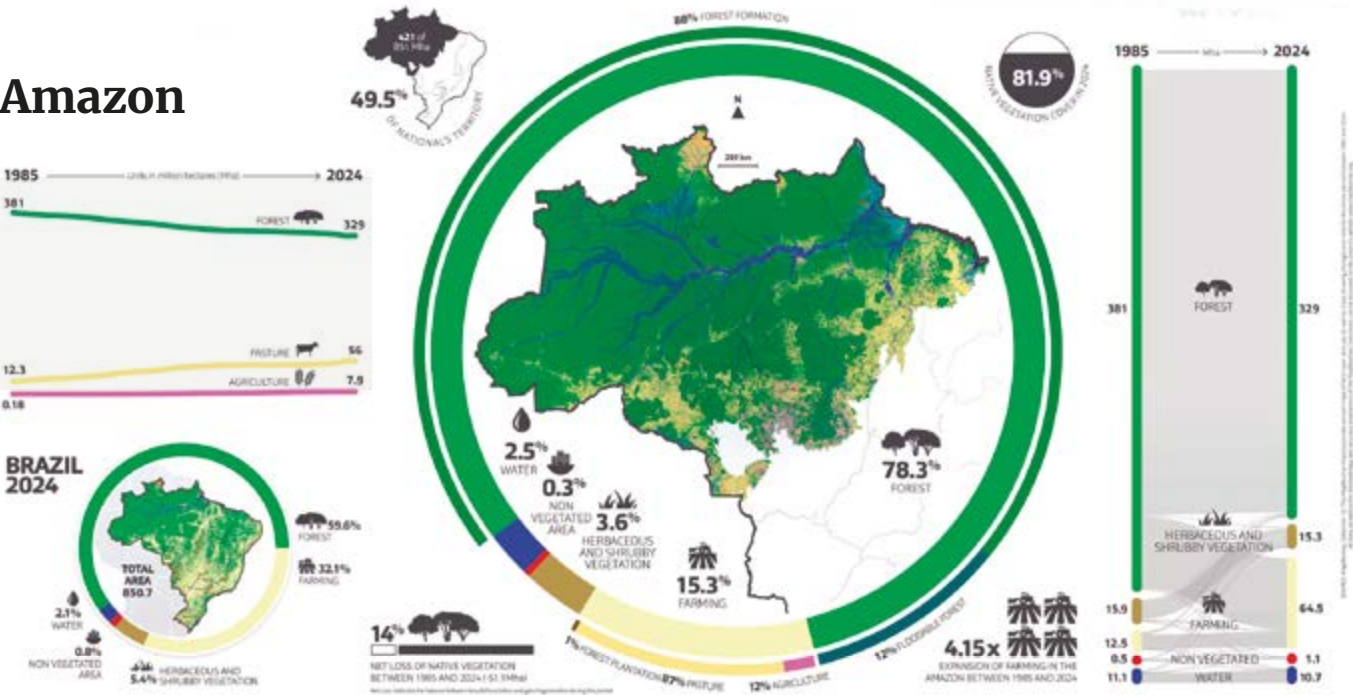 Amazon
49.5%
OF NATIONAL'S TERRITORY
88% FOREST FORMATION
81.9%
NATIVE VEGETATION COVER IN 2024
N
1985
2024
381
FOREST
329
PASTURE
56
12.3
AGRICULTURE
7.9
0.18
BRAZIL
2024
TOTAL
AREA
850.7
59.6%
FOREST
32.1%
FARMING
2.1%
WATER
0.8%
NON VEGETATED
AREA
5.4%
HERBACEOUS AND
SHRUBBY VEGETATION
2.5%
WATER
0.3%
NON
VEGETATED
AREA
3.6%
HERBACEOUS
AND SHRUBBY
VEGETATION
15.3%
FARMING
78.3%
FOREST
1% FOREST PLANTATION
87% PASTURE
12% AGRICULTURE
12% FLOODABLE FOREST
14%
NET LOSS OF NATIVE VEGETATION
BETWEEN 1985 AND 2024
4.15x
EXPANSION OF FARMING IN THE
AMAZON BETWEEN 1985 AND 2024
1985
2024
381
FOREST
329
HERBACEOUS AND
SHRUBBY VEGETATION
15.3
15.9
FARMING
64.5
12.5
0.5
NON VEGETATED
1.1
11.1
WATER
10.7